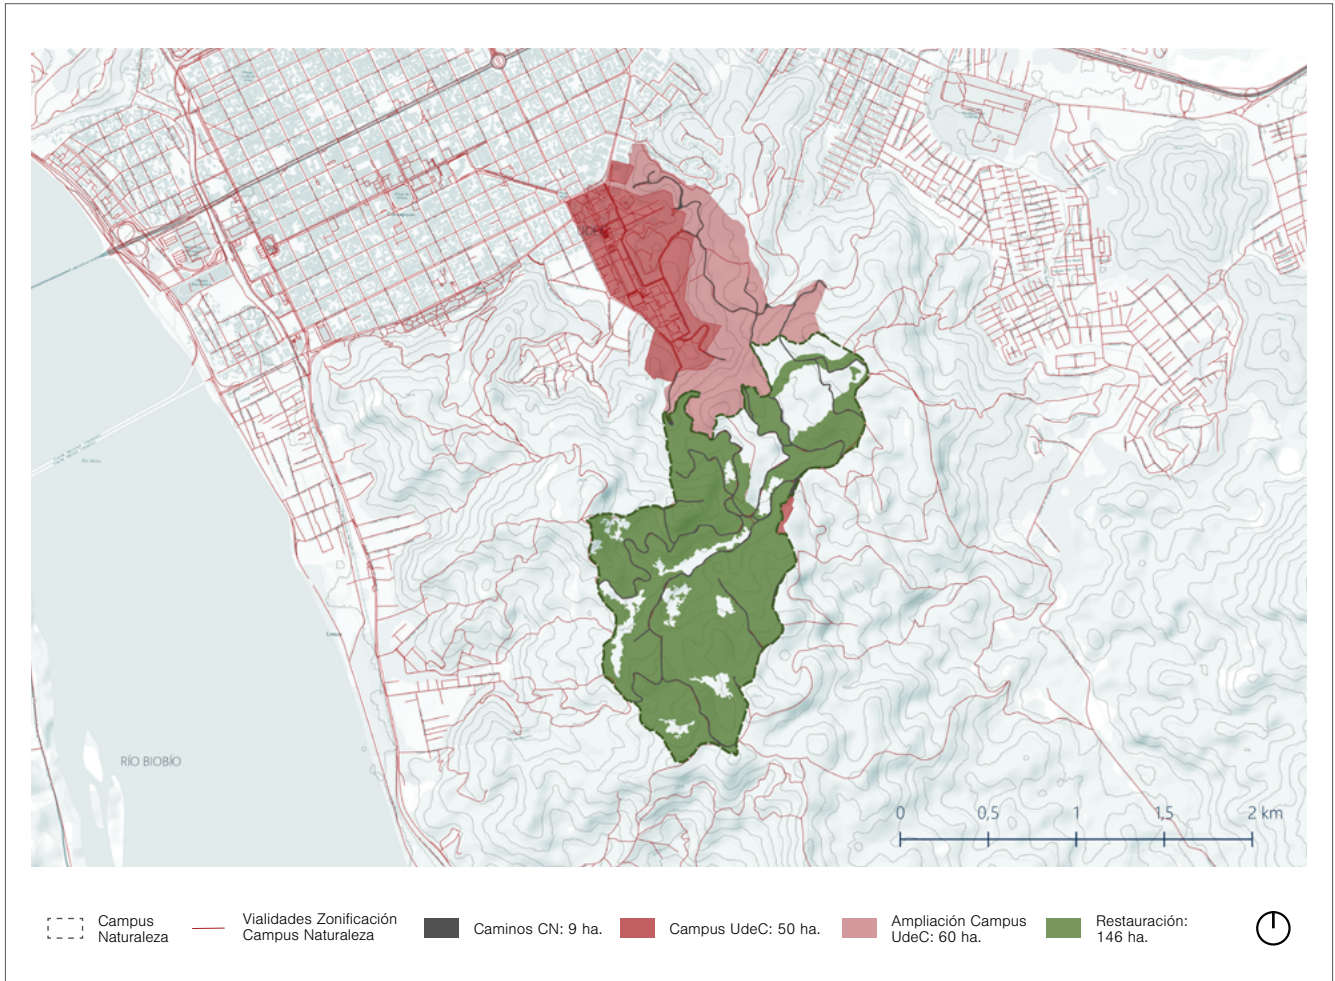 RÍO BIOBÍO
0
0,5
1
1,5
2 km
Campus
Naturaleza
Vialidades Zonificación
Campus Naturaleza
Caminos CN: 9 ha.
Campus UdeC: 50 ha.
Ampliación Campus
UdeC: 60 ha.
Restauración:
146 ha.